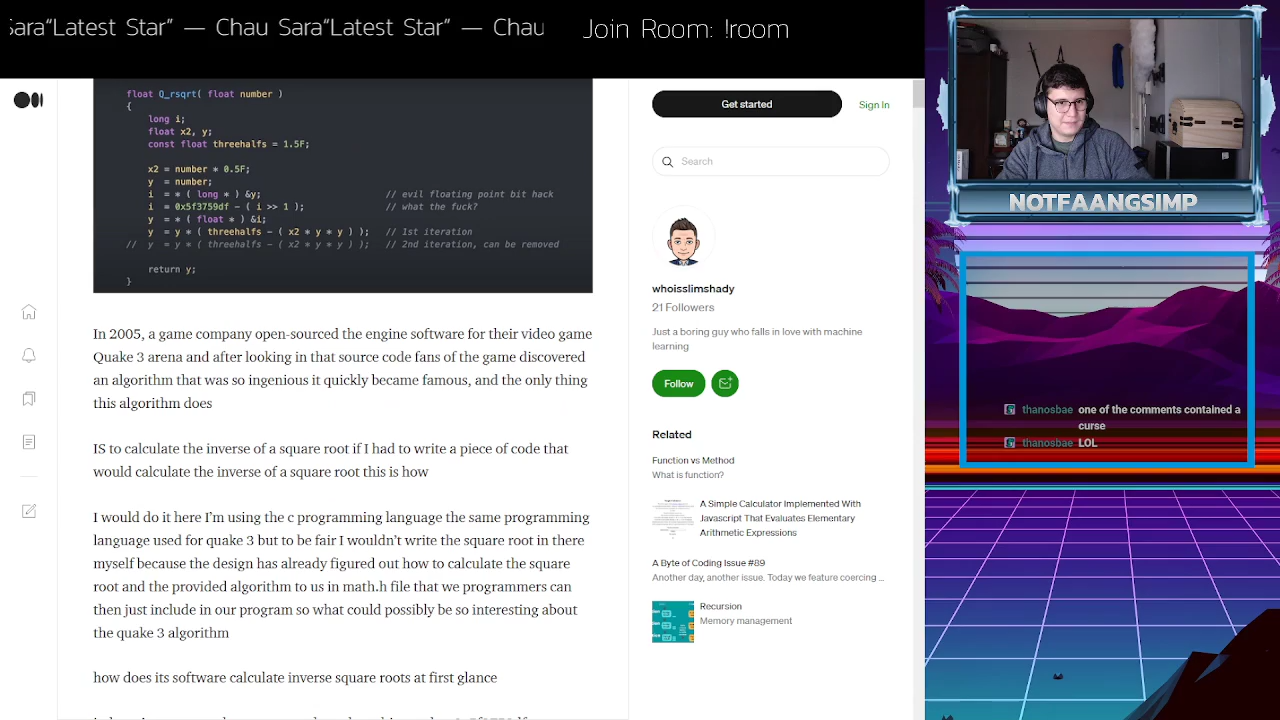 Sara“Latest Star” — Chau Sara“Latest Star” — Chau
Join Room: !room
float Q_rsqrt( float number )
{
long i;
float x2, y;
const float threehalfs = 1.5F;
x2 = number * 0.5F;
y = number;
i = * ( long * ) &y; // evil floating point bit hack
i = 0x5f3759df - ( i >> 1 ); // what the fuck?
y = * ( float * ) &i;
y = y * ( threehalfs - ( x2 * y * y ) ); // 1st iteration
// y = y * ( threehalfs - ( x2 * y * y ) ); // 2nd iteration, can be removed
return y;
}
In 2005, a game company open-sourced the engine software for their video game
Quake 3 arena and after looking in that source code fans of the game discovered
an algorithm that was so ingenious it quickly became famous, and the only thing
this algorithm does
IS to calculate the inverse of a square root if I had to write a piece of code that
would calculate the inverse of a square root this is how
I would do it here I'm using the c programming language the same programming
language used for quake 3 but to be fair I wouldn't write the square root in there
myself because the design has already figured out how to calculate the square
root and the provided algorithm to us in math.h file that we programmers can
then just include in our program so what could possibly be so interesting about
the quake 3 algorithm
how does its software calculate inverse square roots at first glance
Get started
Sign In
Search
whoisslimshady
21 Followers
Just a boring guy who falls in love with machine
learning
Follow
Related
Function vs Method
What is function?
A Simple Calculator Implemented With
Javascript That Evaluates Elementary
Arithmetic Expressions
A Byte of Coding Issue #89
Another day, another issue. Today we feature coercing ...
Recursion
Memory management
NOTFAANGSIMP
thanosbae one of the comments contained a
curse
thanosbae LOL